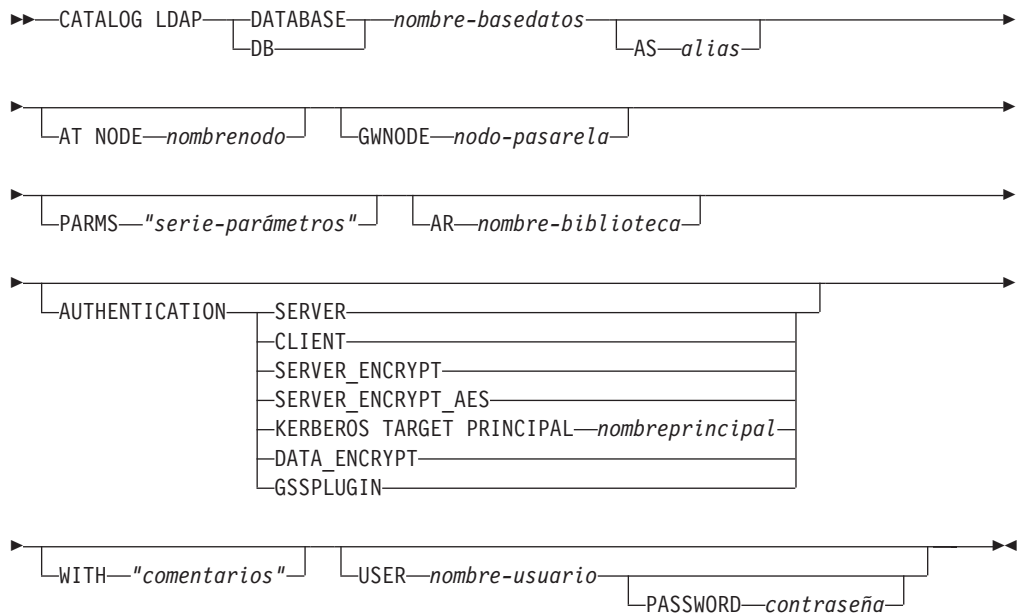 CATALOG LDAP DATABASE nombre-basedatos
DB AS alias
AT NODE nombrenodo GWNODE nodo-pasarela
PARMS "serie-parámetros" AR nombre-biblioteca
AUTHENTICATION SERVER
CLIENT
SERVER_ENCRYPT
SERVER_ENCRYPT_AES
KERBEROS TARGET PRINCIPAL nombreprincipal
DATA_ENCRYPT
GSSPLUGIN
WITH "comentarios" USER nombre-usuario
PASSWORD contraseña